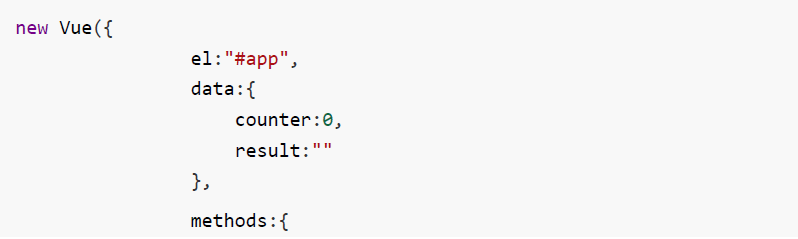 new Vue({
el:"#app",
data:{
counter:0,
result:""
},
methods:{